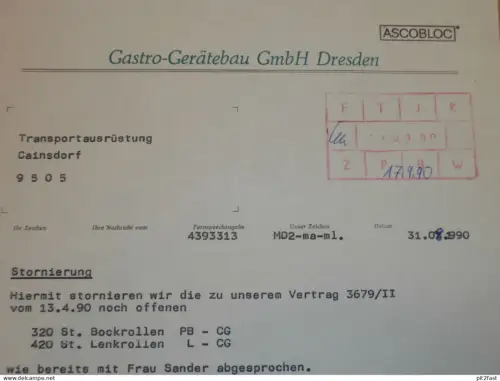 ASCOBLOC
Gastro-Gerätebau GmbH Dresden
F T J K
Z P B W
17.9.90
Transportausrüstung
Cainsdorf
9505
Ihr Zeichen Ihre Nachricht vom Fernsprechangabe Unser Zeichen Datum
4393313 MD2-ma-ml. 31.08.1990
Stornierung
Hiermit stornieren wir die zu unserem Vertrag 3679/II
vom 13.4.90 noch offenen
320 St. Bockrollen PB - CG
420 St. Lenkrollen L - CG
wie bereits mit Frau Sander abgesprochen.